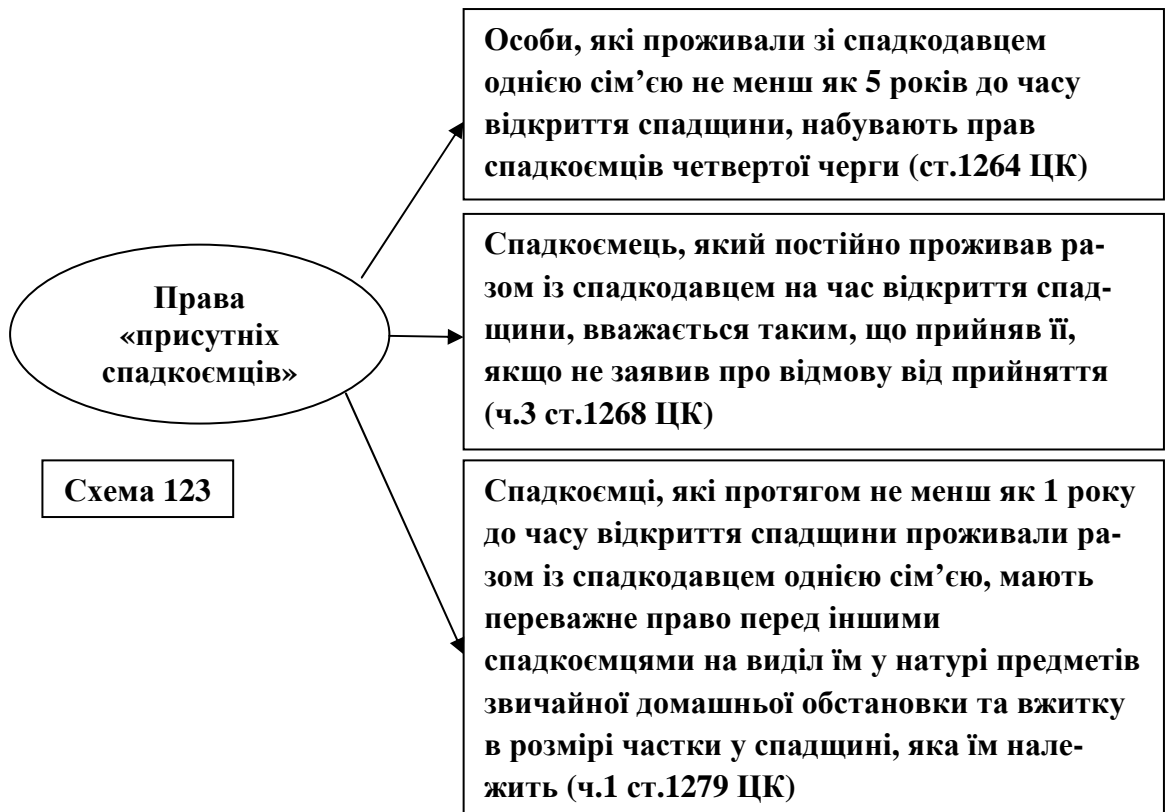 Права
«присутніх
спадкоємців»
Схема 123
Особи, які проживали зі спадкодавцем
однією сім’єю не менш як 5 років до часу
відкриття спадщини, набувають прав
спадкоємців четвертої черги (ст.1264 ЦК)
Спадкоємець, який постійно проживав ра-
зом із спадкодавцем на час відкриття спад-
щини, вважається таким, що прийняв її,
якщо не заявив про відмову від прийняття
(ч.3 ст.1268 ЦК)
Спадкоємці, які протягом не менш як 1 року
до часу відкриття спадщини проживали ра-
зом із спадкодавцем однією сім’єю, мають
переважне право перед іншими
спадкоємцями на виділ їм у натурі предметів
звичайної домашньої обстановки та вжитку
в розмірі частки у спадщині, яка їм нале-
жить (ч.1 ст.1279 ЦК)